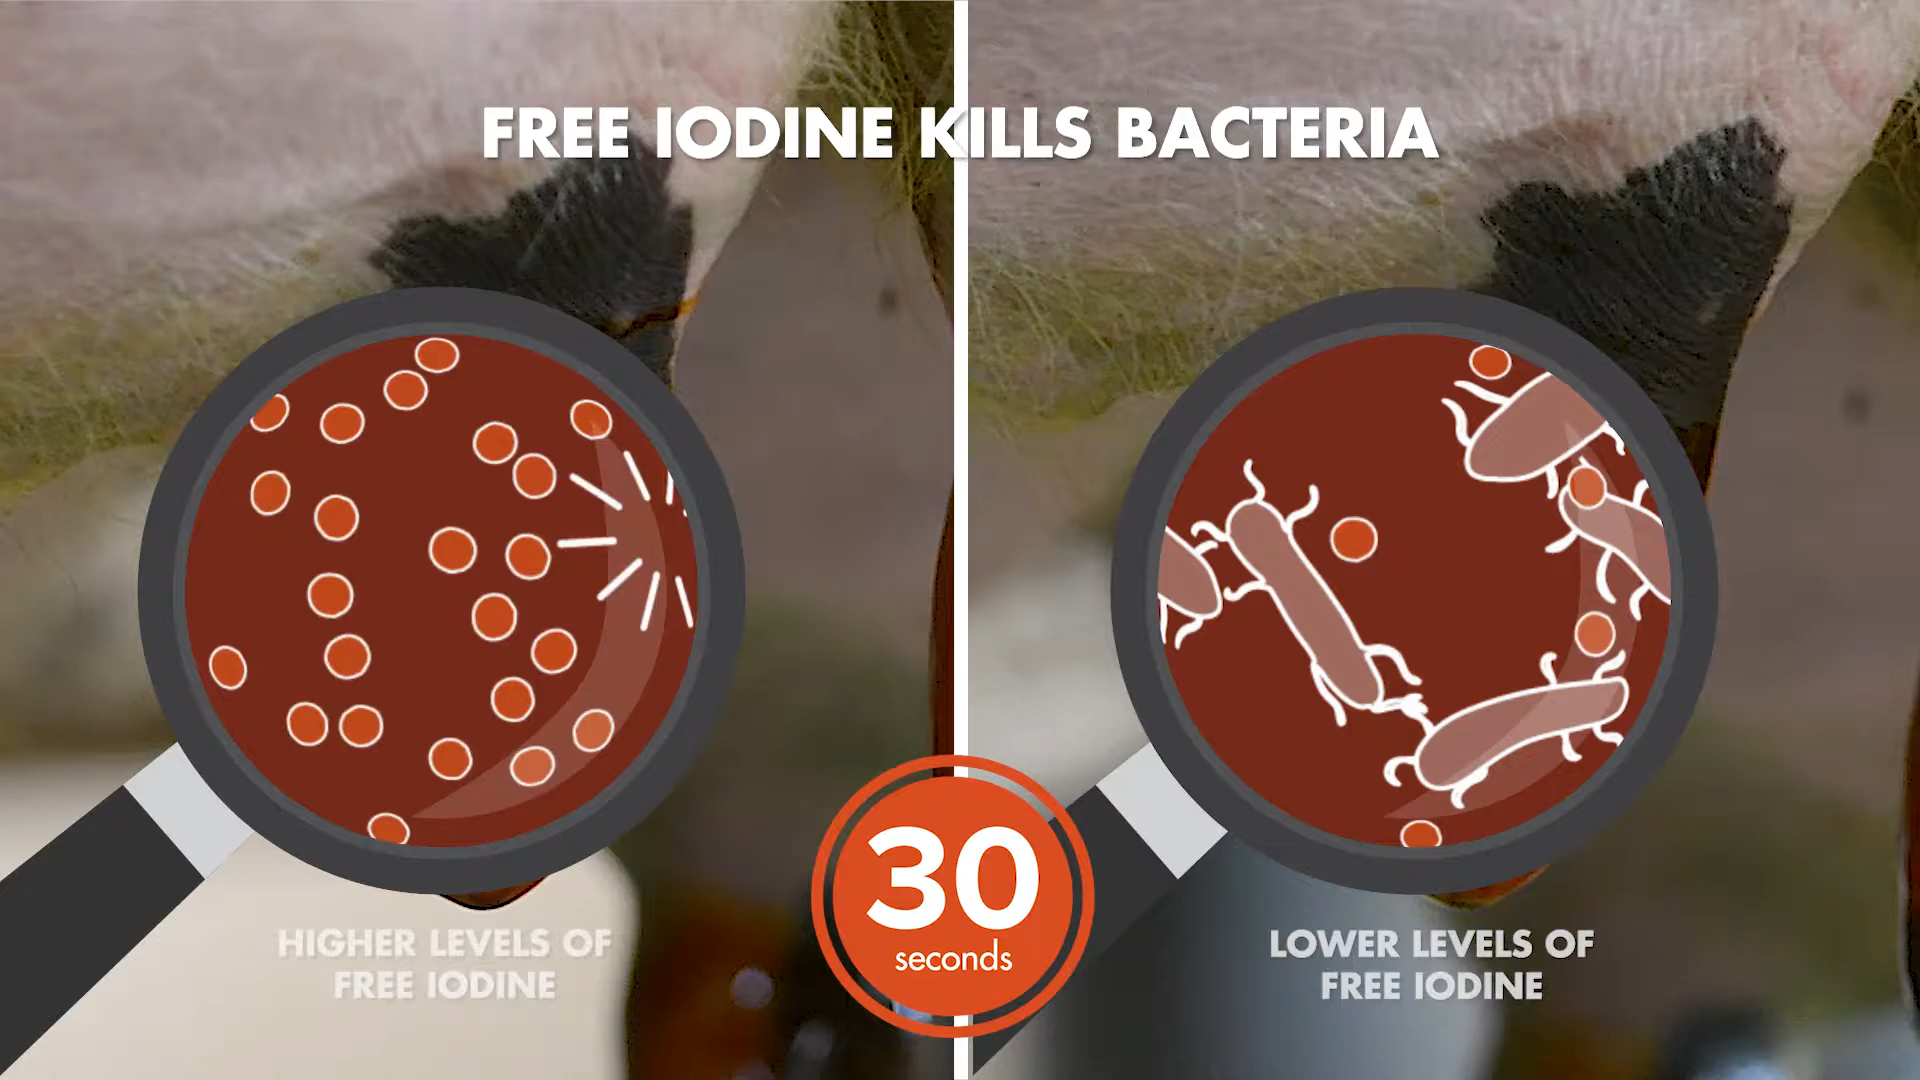 FREE IODINE KILLS BACTERIA
30
seconds
HIGHER LEVELS OF
FREE IODINE
LOWER LEVELS OF
FREE IODINE